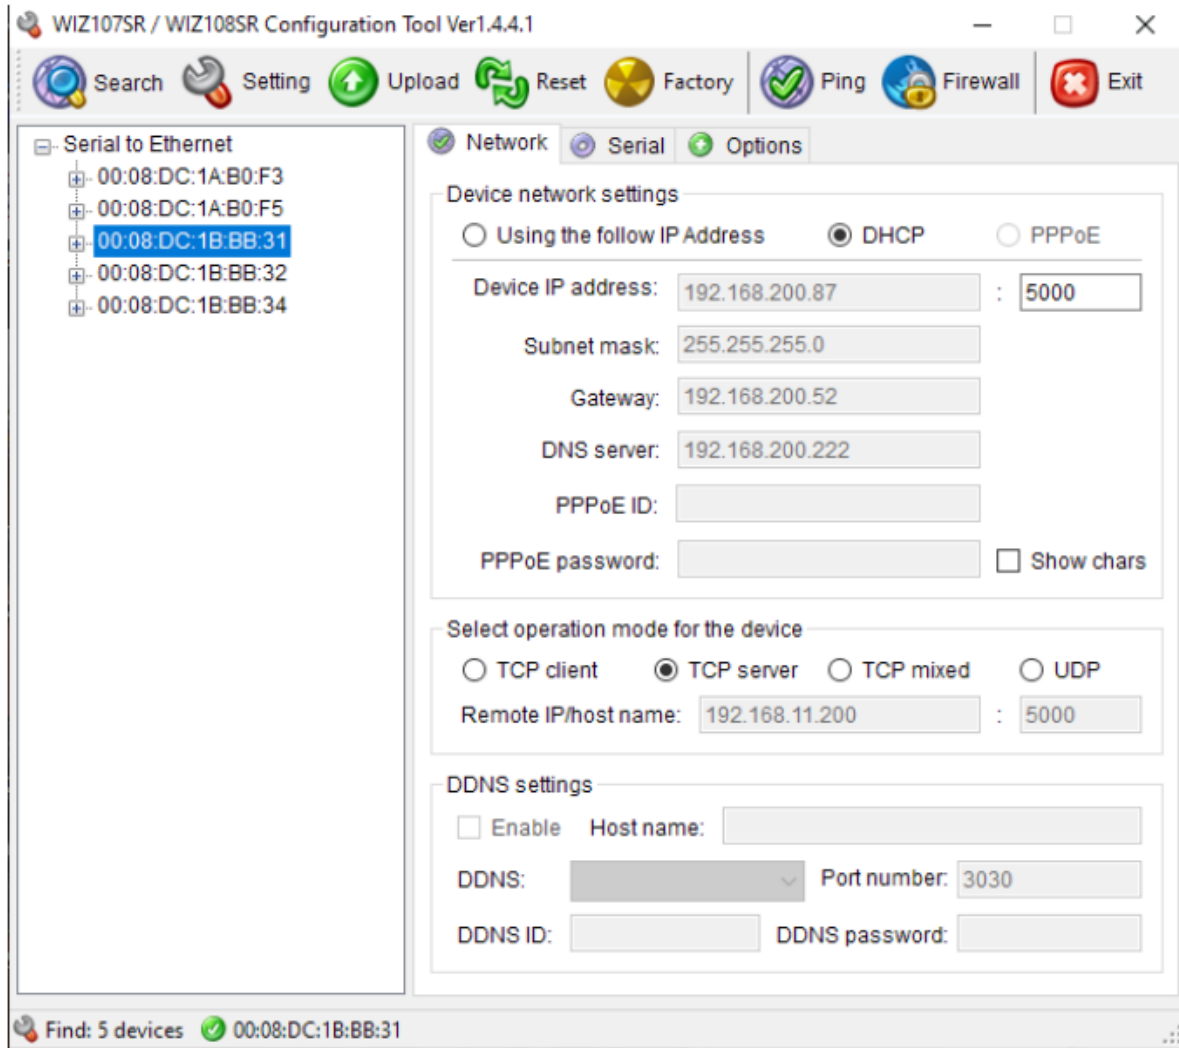 WIZ107SR / WIZ108SR Configuration Tool Ver1.4.4.1
Search Setting Upload Reset Factory Ping Firewall Exit
Serial to Ethernet
00:08:DC:1A:B0:F3
00:08:DC:1A:B0:F5
00:08:DC:1B:BB:31
00:08:DC:1B:BB:32
00:08:DC:1B:BB:34
Network Serial Options
Device network settings
Using the follow IP Address DHCP PPPoE
Device IP address: 192.168.200.87 : 5000
Subnet mask: 255.255.255.0
Gateway: 192.168.200.52
DNS server: 192.168.200.222
PPPoE ID:
PPPoE password: Show chars
Select operation mode for the device
TCP client TCP server TCP mixed UDP
Remote IP/host name: 192.168.11.200 : 5000
DDNS settings
Enable Host name:
DDNS: Port number: 3030
DDNS ID: DDNS password:
Find: 5 devices 00:08:DC:1B:BB:31